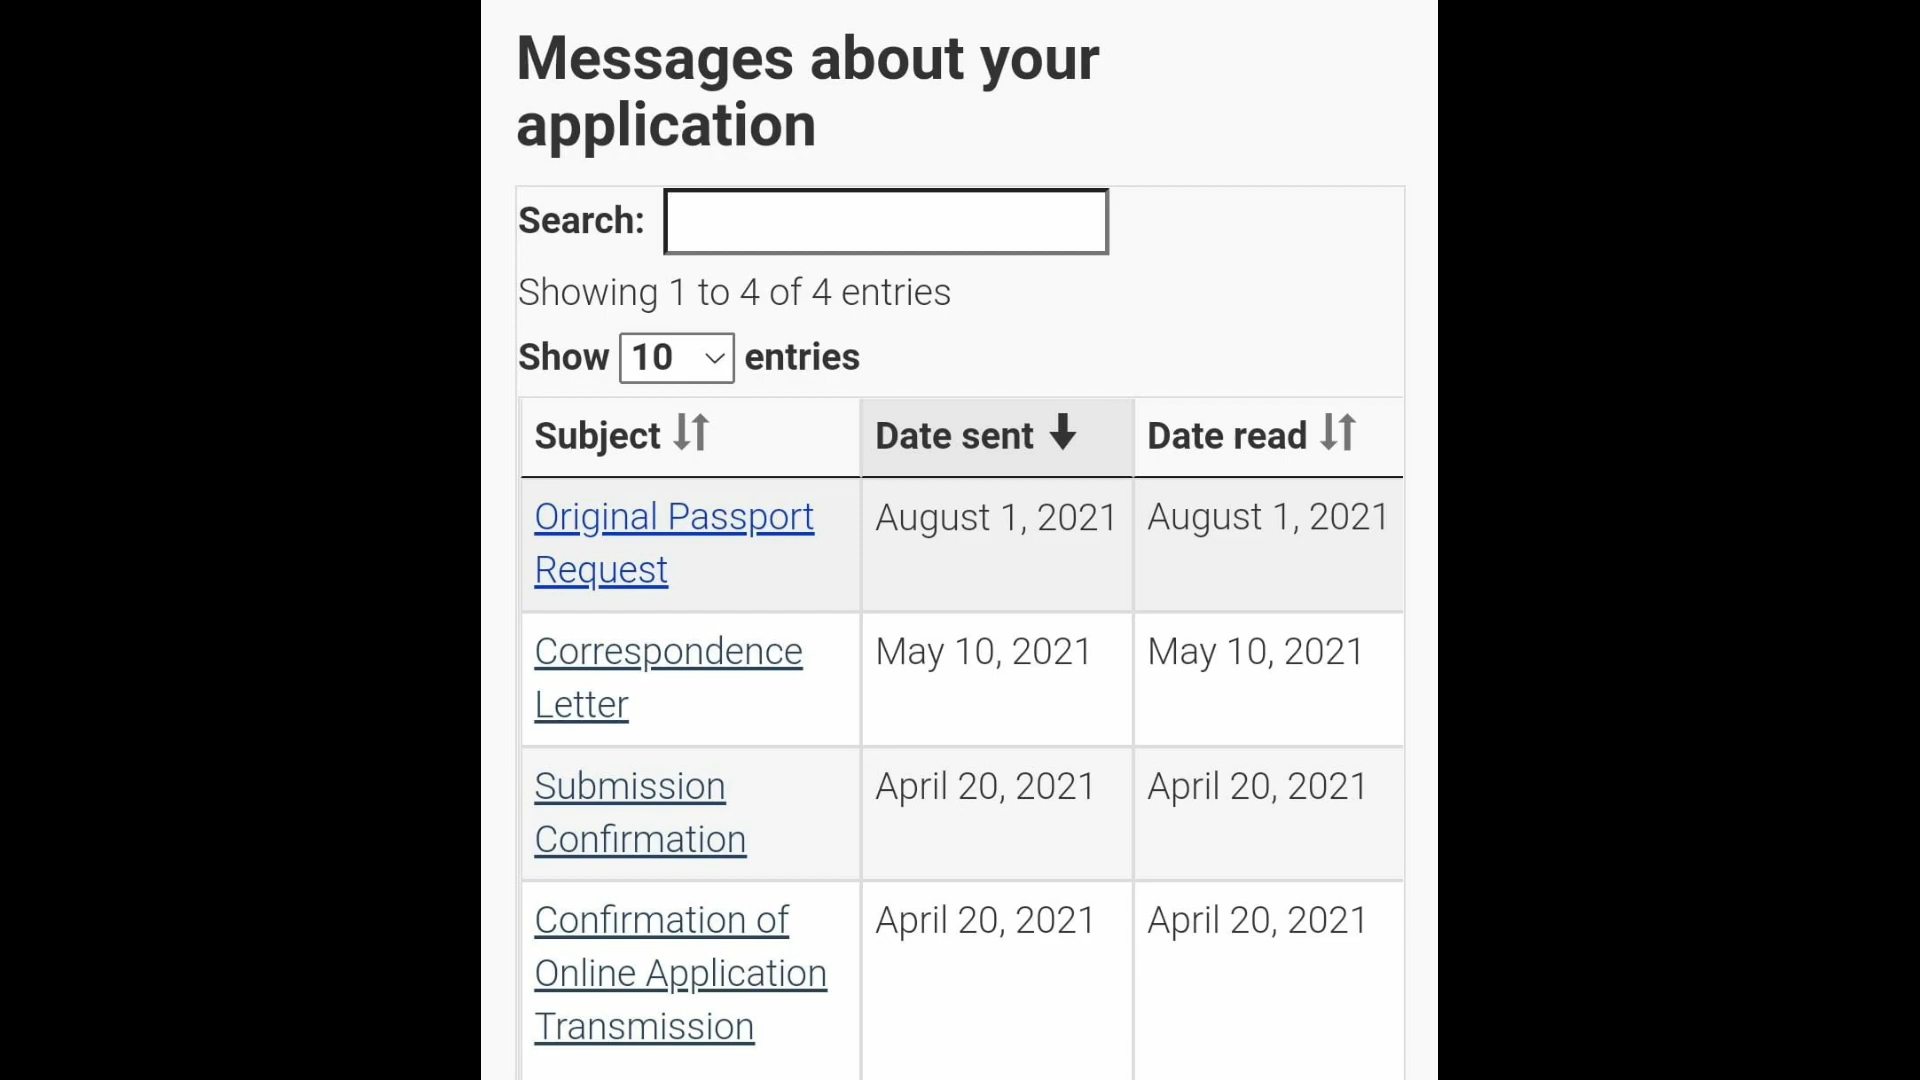 Messages about your
application
Search:
Showing 1 to 4 of 4 entries
Show 10 entries
Subject Date sent Date read
Original Passport August 1, 2021 August 1, 2021
Request
Correspondence May 10, 2021 May 10, 2021
Letter
Submission April 20, 2021 April 20, 2021
Confirmation
Confirmation of April 20, 2021 April 20, 2021
Online Application
Transmission